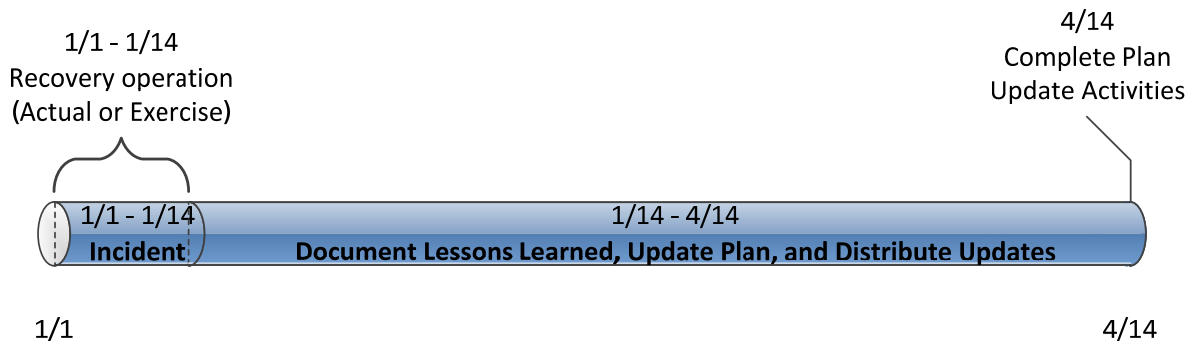 1/1 - 1/14
Recovery operation
(Actual or Exercise)
4/14
Complete Plan
Update Activities
1/1 - 1/14
Incident
1/14 - 4/14
Document Lessons Learned, Update Plan, and Distribute Updates
1/1
4/14